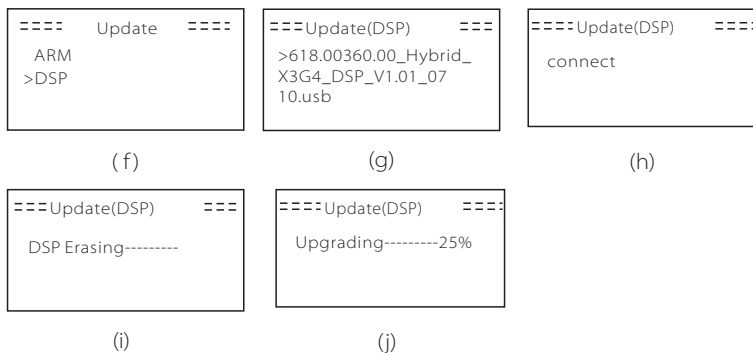 ==== Update ====
ARM
>DSP
(f)
===Update(DSP) ===
>618.00360.00_Hybrid_
X3G4_DSP_V1.01_07
10.usb
(g)
====Update(DSP) ====
connect
(h)
===Update(DSP) ===
DSP Erasing---------
(i)
====Update(DSP) ====
Upgrading---------25%
(j)